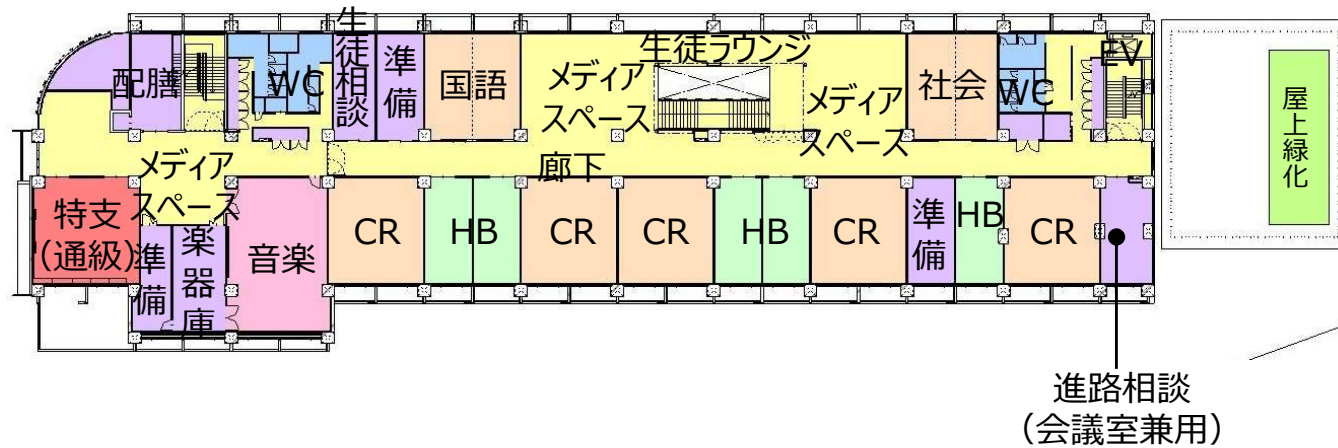 配膳
WC
生徒相談
準備
国語
メディア
スペース
生徒ラウンジ
メディア
スペース
社会
WC
EV
屋上緑化
廊下
メディア
スペース
特支
（通級）
準備
楽器庫
音楽
CR
HB
CR
CR
HB
CR
準備
HB
CR
進路相談
（会議室兼用）